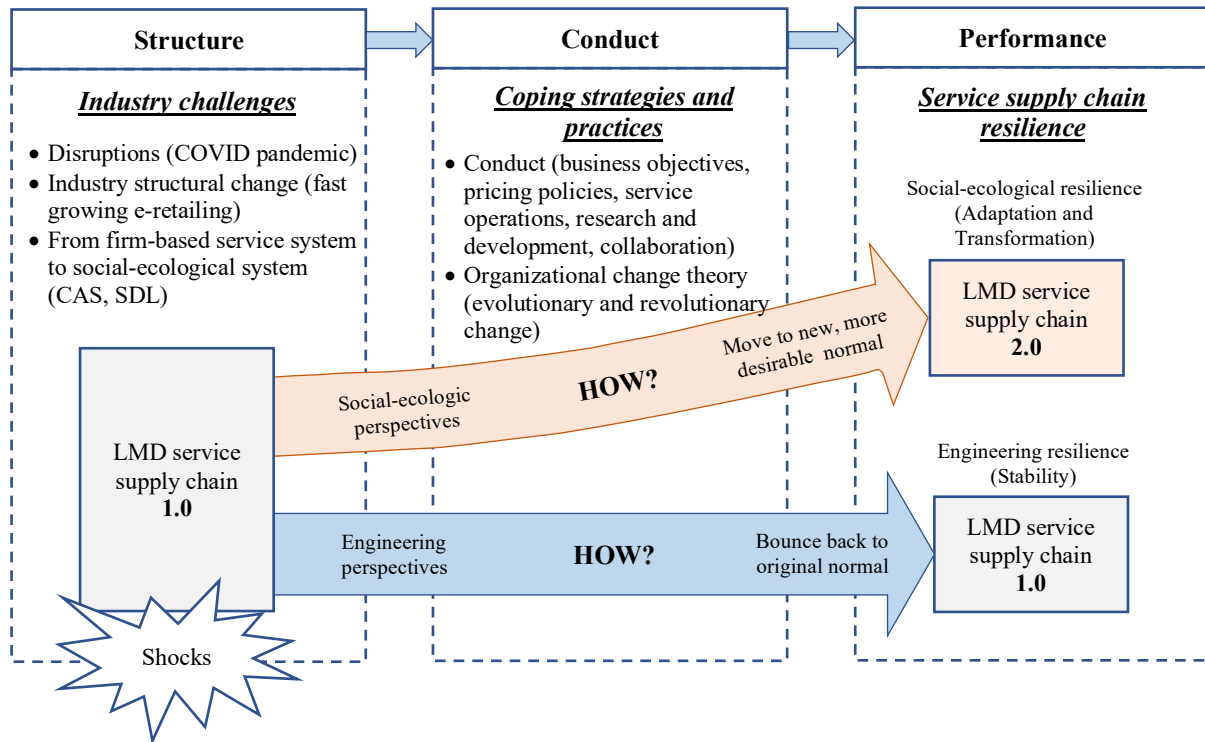 Structure
Conduct
Performance
Industry challenges
• Disruptions (COVID pandemic)
• Industry structural change (fast
growing e-retailing)
• From firm-based service system
to social-ecological system
(CAS, SDL)
Coping strategies and
practices
• Conduct (business objectives,
pricing policies, service
operations, research and
development, collaboration)
• Organizational change theory
(evolutionary and revolutionary
change)
Service supply chain
resilience
Social-ecological resilience
(Adaptation and
Transformation)
LMD service
supply chain
2.0
Move to new, more
desirable normal
HOW?
Social-ecologic
perspectives
LMD service
supply chain
1.0
Engineering
perspectives
HOW?
Bounce back to
original normal
Engineering resilience
(Stability)
LMD service
supply chain
1.0
Shocks